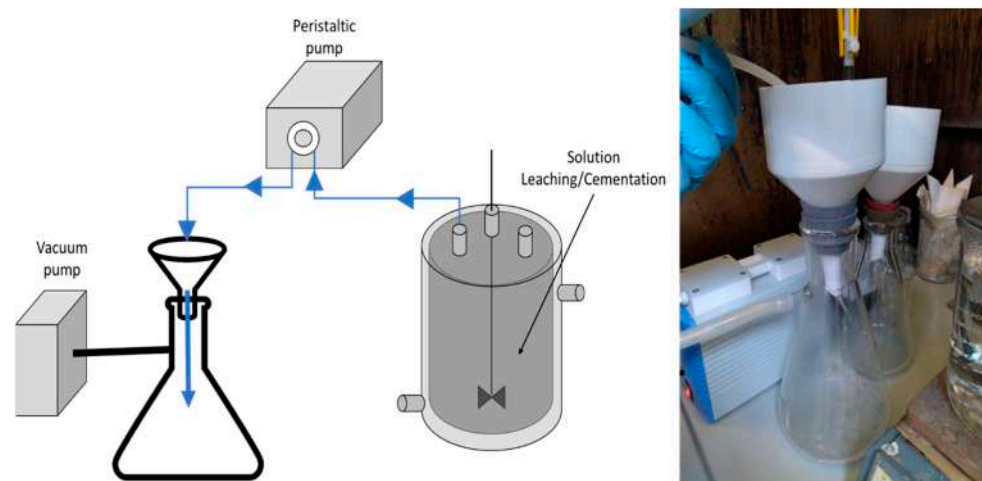 Peristaltic
pump
Solution
Leaching/Cementation
Vacuum
pump